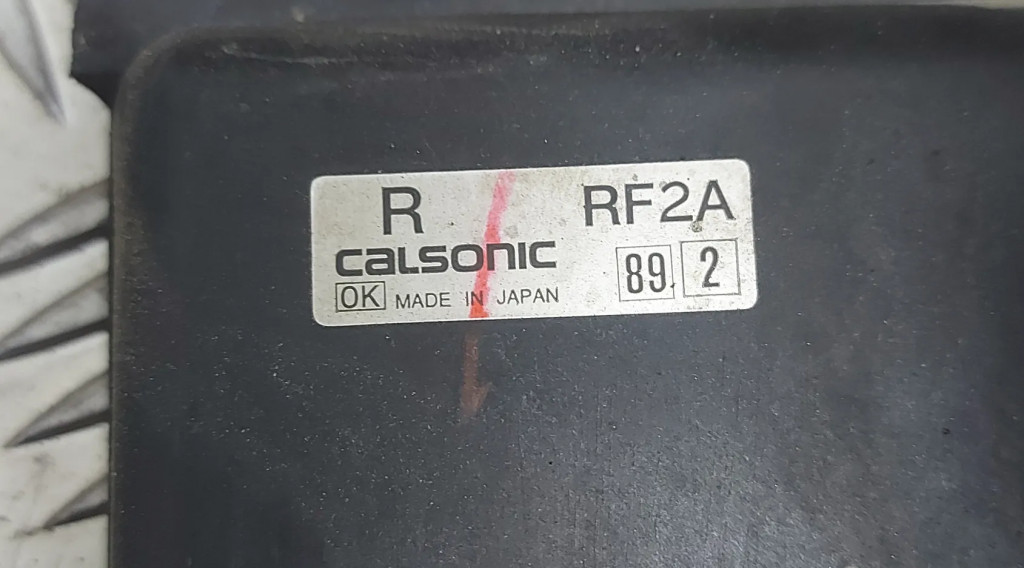 R RF2A
CALSONIC 89. 2
OK MADE IN JAPAN